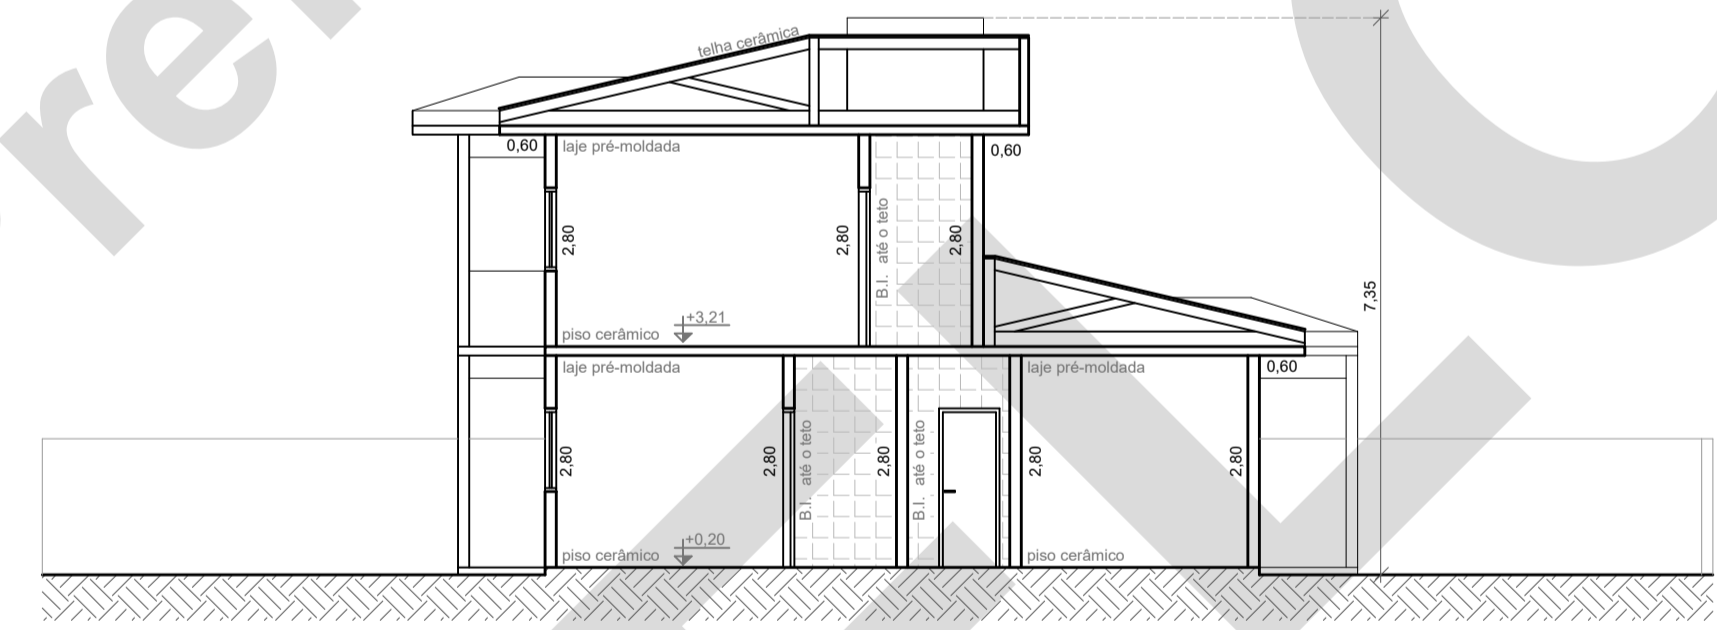 telha cerâmica
0,60
laje pré-moldada
0,60
2,80
2,80
B.I. até o teto
2,80
7,35
piso cerâmico
+3,21
laje pré-moldada
laje pré-moldada
0,60
2,80
2,80
B.I. até o teto
2,80
B.I. até o teto
2,80
2,80
piso cerâmico
+0,20
piso cerâmico